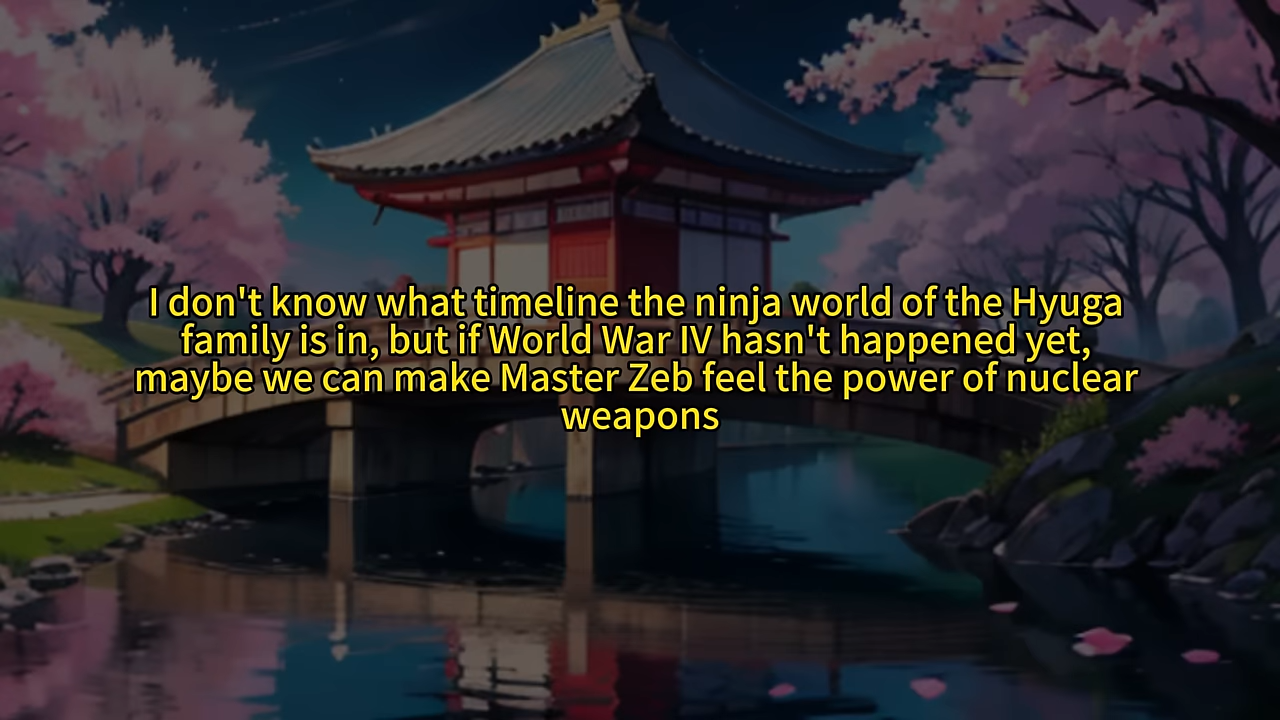 I don't know what timeline the ninja world of the Hyuga
family is in, but if World War IV hasn't happened yet,
maybe we can make Master Zeb feel the power of nuclear
weapons